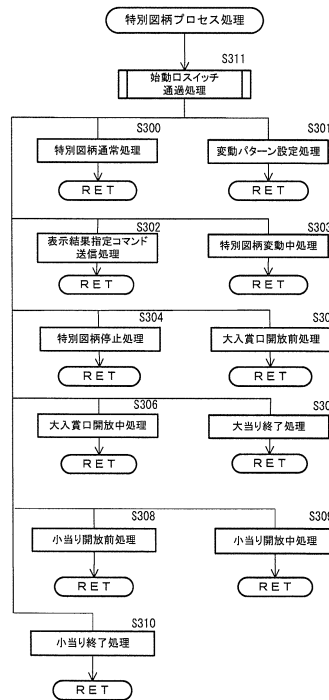 特別図柄プロセス処理
S311
始動口スイッチ
通過処理
S300
S301
特別図柄通常処理
変動パターン設定処理
RET
RET
S302
S303
表示結果指定コマンド
送信処理
特別図柄変動中処理
RET
RET
S304
特別図柄停止処理
大入賞口開放前処理
RET
RET
S306
大入賞口開放中処理
大当り終了処理
RET
RET
S308
S309
小当り開放前処理
小当り開放中処理
RET
RET
S310
小当り終了処理
RET